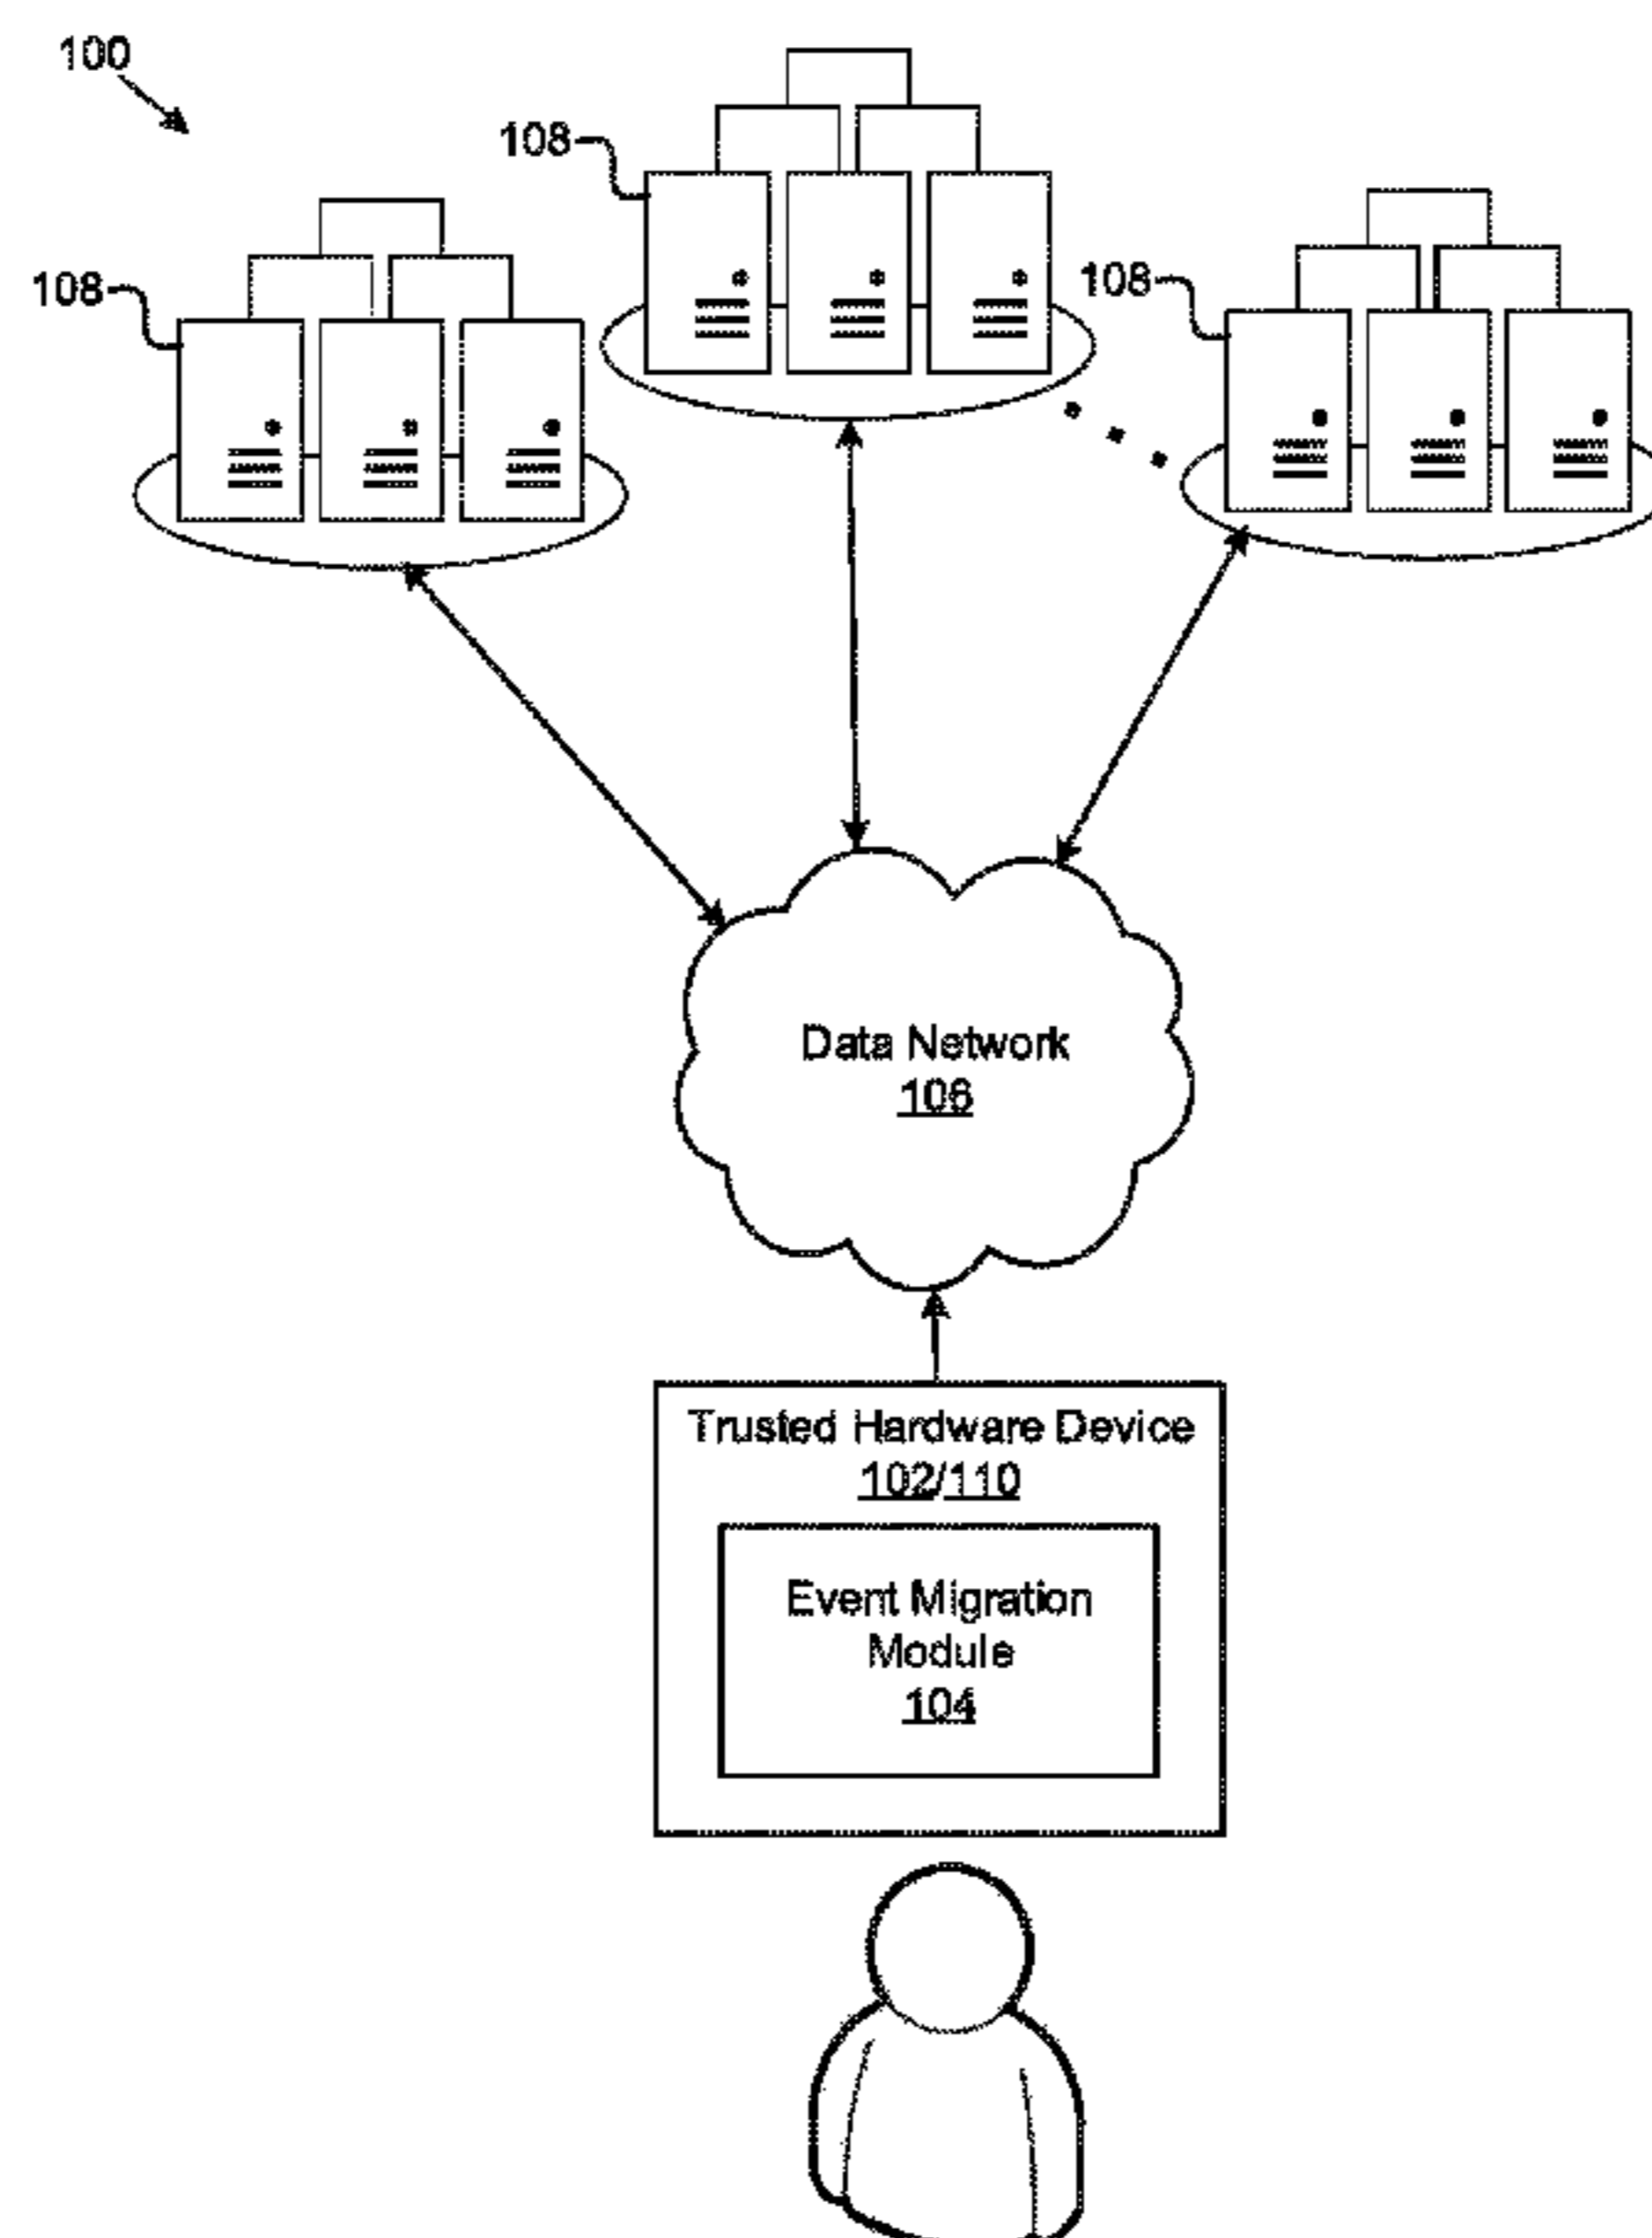 100
108
108
108
Data Network
106
Trusted Hardware Device
102/110
Event Migration
Module
104